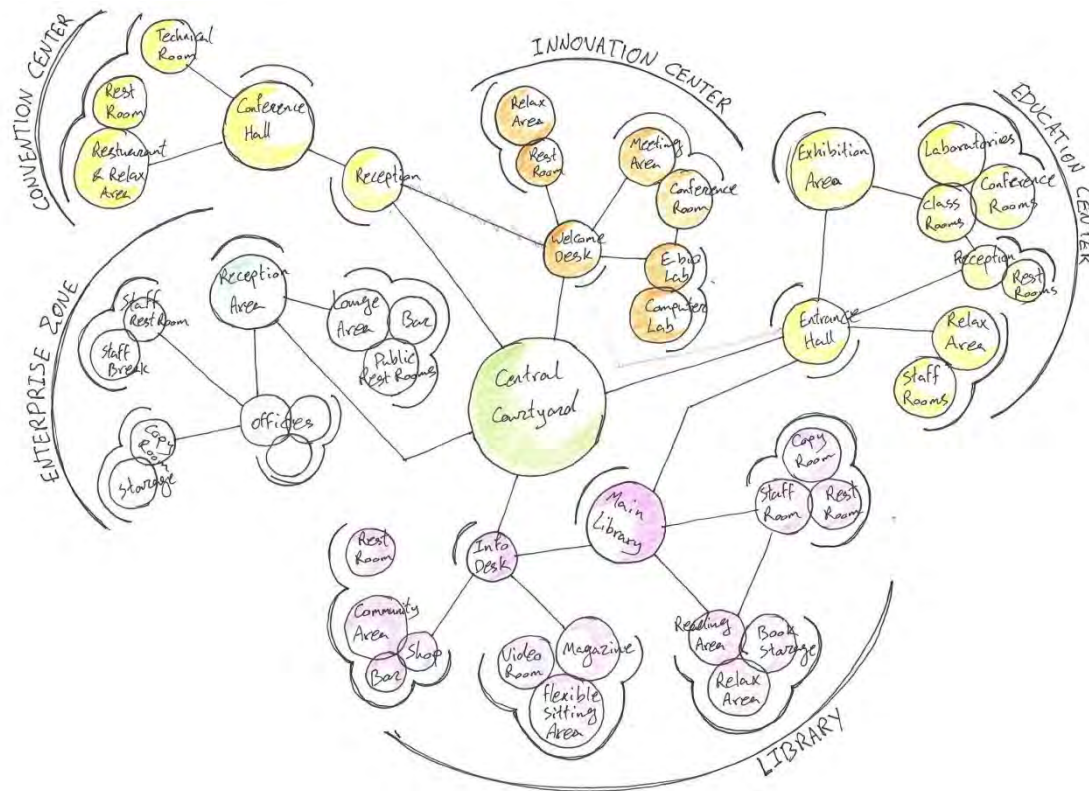 CONVENTION CENTER
Technical
Room
Rest
Room
Resturant
& Relax
Area
Conference
Hall
Reception
INNOVATION CENTER
Relax
Area
Rest
Room
Meeting
Area
Conference
Room
Welcome
Desk
Lab
Computer
Lab
EDUCATION CENTER
Exhibition
Area
Laboratories
Conference
Rooms
Class
Rooms
Reception
Rest
Rooms
Entrance
Hall
Relax
Area
Staff
Rooms
ENTERPRISE ZONE
Reception
Area
Staff
Rest Room
Staff
Break
Lounge
Area
Bar
Public
Rest Rooms
Offices
Copy
Room
Storage
Central
Courtyard
Main
Library
Copy
Room
Staff
Room
Rest
Room
Info
Desk
Rest
Room
Community
Area
Shop
Bar
Video
Room
Magazine
Flexible
Sitting
Area
Reading
Area
Book
Storage
Relax
Area
LIBRARY